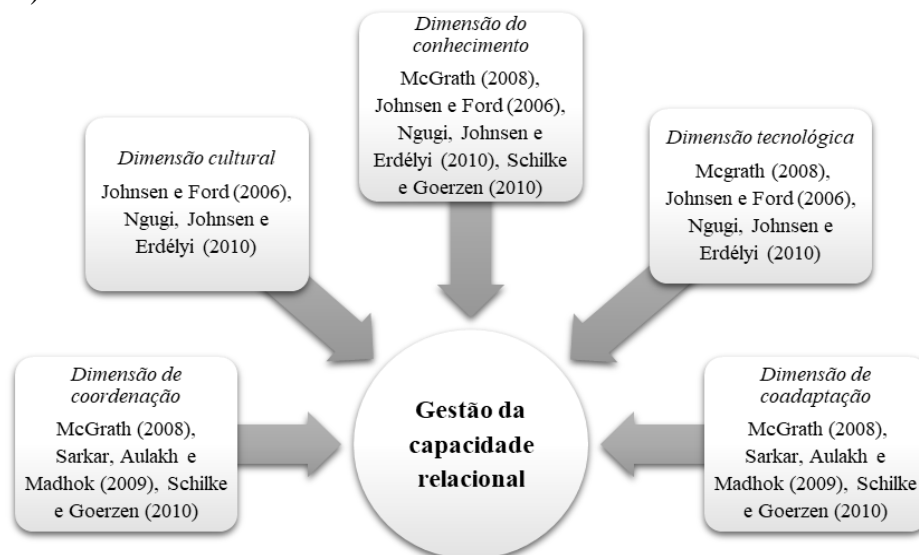 )
Dimensão do
conhecimento
McGrath (2008),
Johnsen e Ford (2006),
Ngugi, Johnsen e
Erdélyi (2010), Schilke
e Goerzen (2010)
Dimensão cultural
Johnsen e Ford (2006),
Ngugi, Johnsen e
Erdélyi (2010)
Dimensão tecnológica
Mcgrath (2008),
Johnsen e Ford (2006),
Ngugi, Johnsen e
Erdélyi (2010)
Dimensão de
coordenação
McGrath (2008),
Sarkar, Aulakh e
Madhok (2009), Schilke
e Goerzen (2010)
Gestão da
capacidade
relacional
Dimensão de
coadaptação
McGrath (2008),
Sarkar, Aulakh e
Madhok (2009), Schilke
e Goerzen (2010)